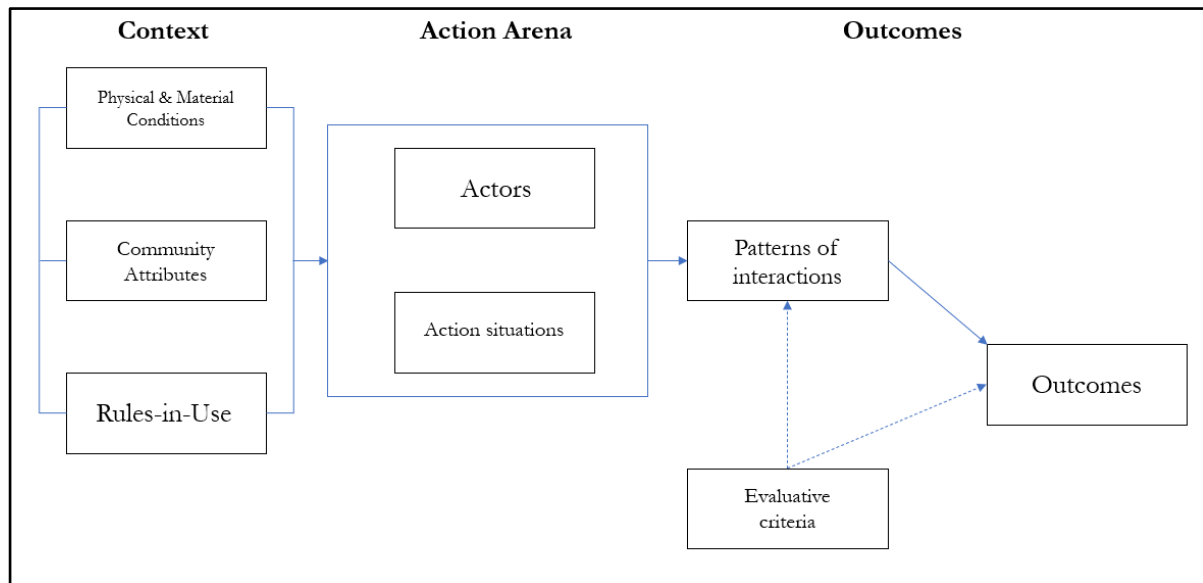 Context
Action Arena
Outcomes
Physical & Material
Conditions
Community
Attributes
Rules-in-Use
Actors
Action situations
Patterns of
interactions
Outcomes
Evaluative
criteria